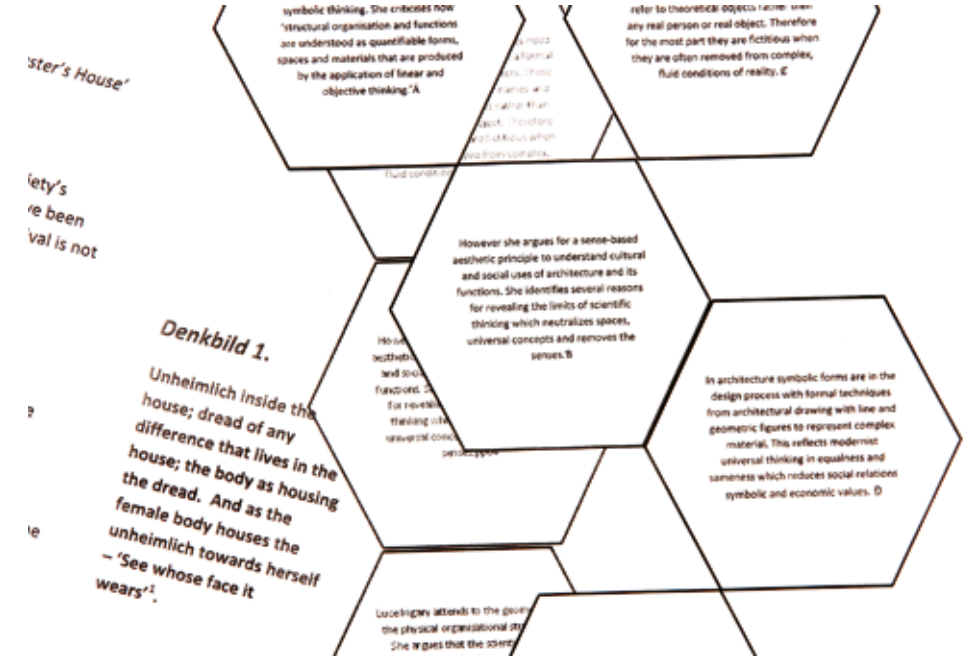 symbolic thinking. She criticises how
'structural organisation and functions
are understood as quantifiable forms,
spaces and materials that are produced
by the application of linear and
objective thinking.'A
refer to theoretical objects rather than
any real person or real object. Therefore
for the most part they are fictitious when
they are often removed from complex,
fluid conditions of reality. C
ster's House'
iety's
ve been
val is not
However she argues for a sense-based
aesthetic principle to understand cultural
and social uses of architecture and its
functions. She identifies several reasons
for revealing the limits of scientific
thinking which neutralizes spaces,
universal concepts and removes the
senses.B
In architecture symbolic forms are in the
design process with formal techniques
from architectural drawing with line and
geometric figures to represent complex
material. This reflects modernist
universal thinking in equalness and
sameness which reduces social relations
symbolic and economic values. D
Denkbild 1.
Unheimlich inside the
house; dread of any
difference that lives in the
house; the body as housing
the dread. And as the
female body houses the
unheimlich towards herself
– 'See whose face it
wears'¹.
attends to the
the physical organisational
She argues that the